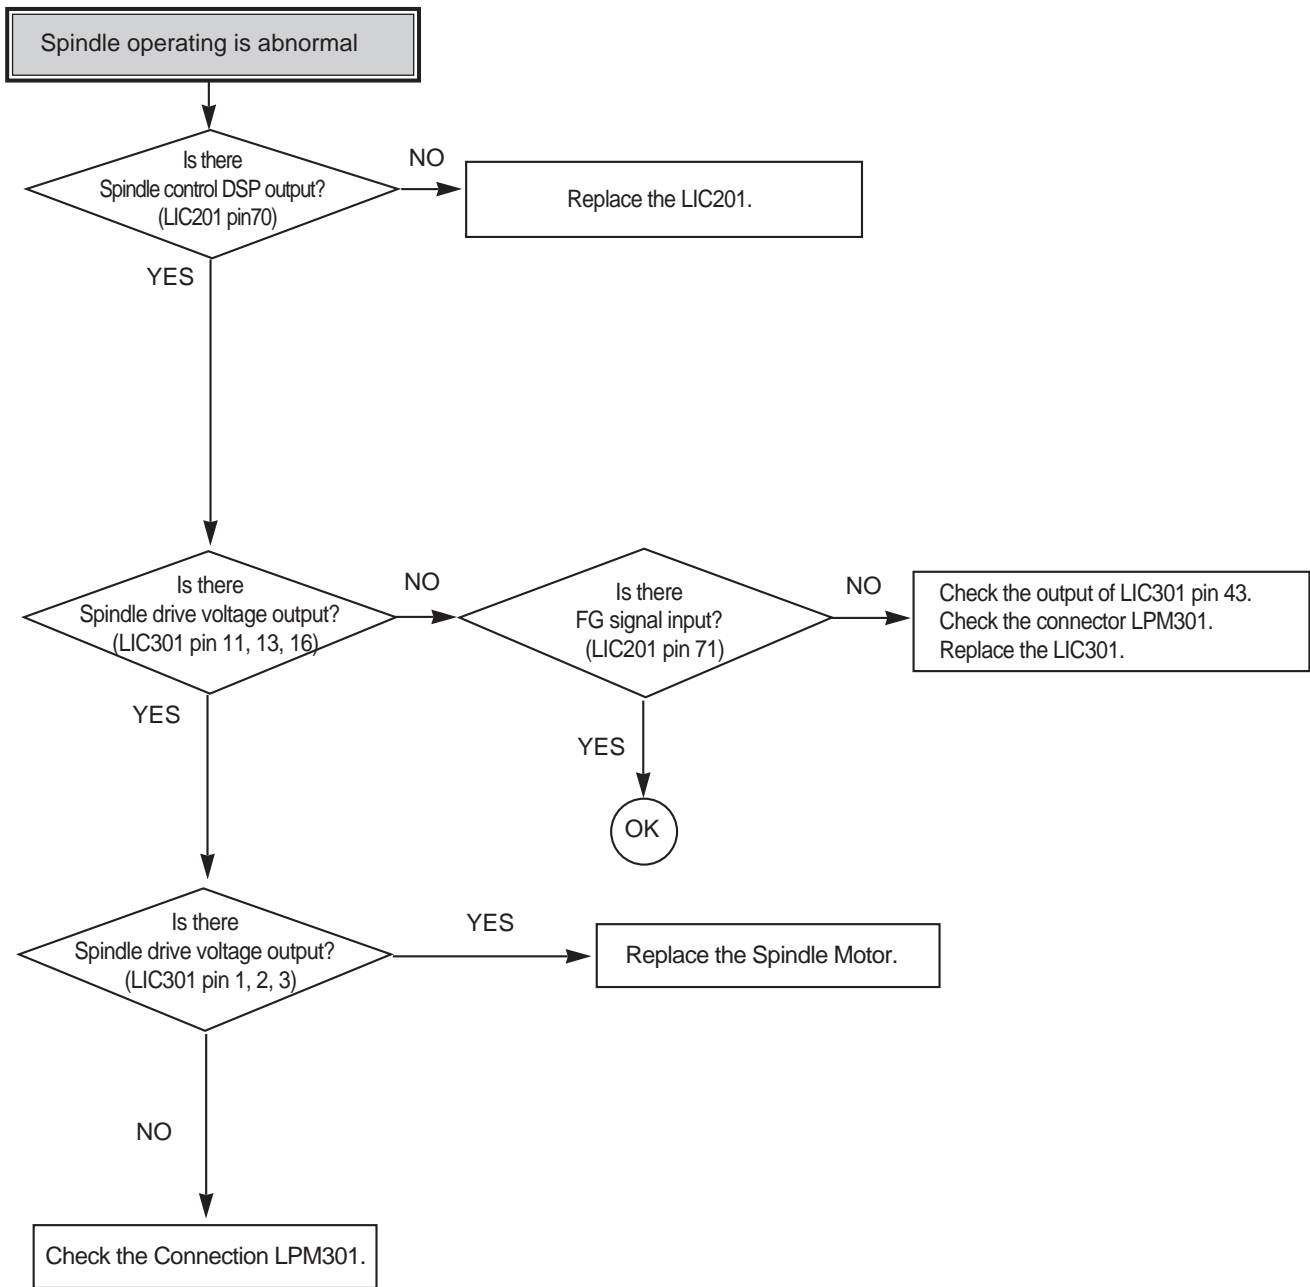 Spindle operating is abnormal
Is there
Spindle control DSP output?
(LIC201 pin70)
NO
Replace the LIC201.
YES
Is there
Spindle drive voltage output?
(LIC301 pin 11, 13, 16)
NO
Is there
FG signal input?
(LIC201 pin 71)
NO
Check the output of LIC301 pin 43.
Check the connector LPM301.
Replace the LIC301.
YES
YES
OK
Is there
Spindle drive voltage output?
(LIC301 pin 1, 2, 3)
YES
Replace the Spindle Motor.
NO
Check the Connection LPM301.